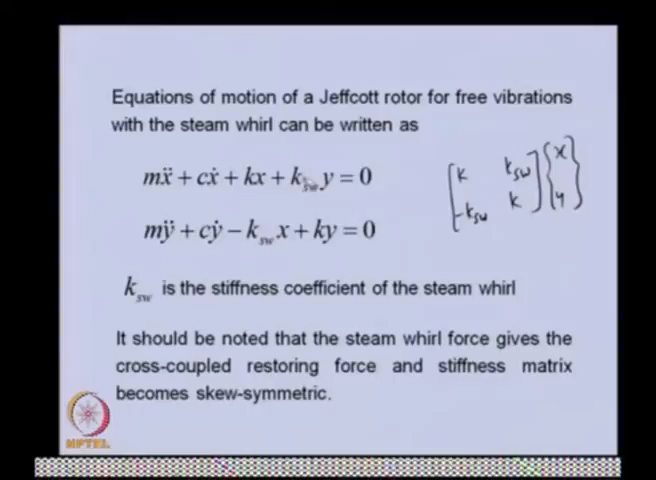 Equations of motion of a Jeffcott rotor for free vibrations
with the steam whirl can be written as
mẍ + cẋ + kx + k_sw y = 0
mÿ + cẏ − k_sw x + ky = 0
[k k_sw] {x}
[-k_sw k] {y}
k_sw is the stiffness coefficient of the steam whirl
It should be noted that the steam whirl force gives the
cross-coupled restoring force and stiffness matrix
becomes skew-symmetric.
NPTEL